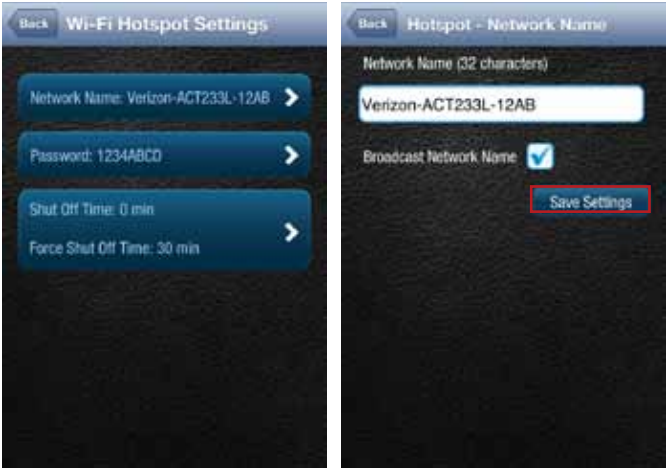 Back
Wi-Fi Hotspot Settings
Network Name: Verizon-ACT233L-12AB
Password: 1234ABCD
Shut Off Time: 0 min
Force Shut Off Time: 30 min
Back
Hotspot - Network Name
Network Name (32 characters)
Verizon-ACT233L-12AB
Broadcast Network Name
Save Settings